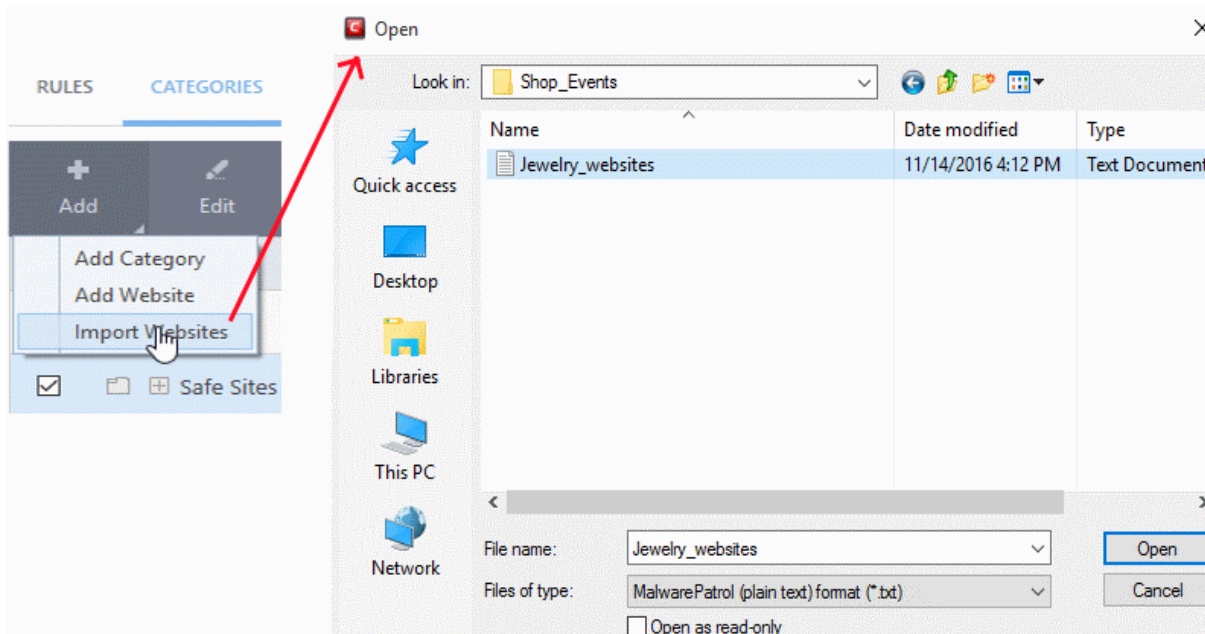 RULES CATEGORIES
Add Edit
Add Category
Add Website
Import Websites
Safe Sites
Open
Look in: Shop_Events
Name Date modified Type
Jewelry_websites 11/14/2016 4:12 PM Text Document
Quick access
Desktop
Libraries
This PC
Network
File name: Jewelry_websites Open
Files of type: MalwarePatrol (plain text) format (*.txt) Cancel
Open as read-only